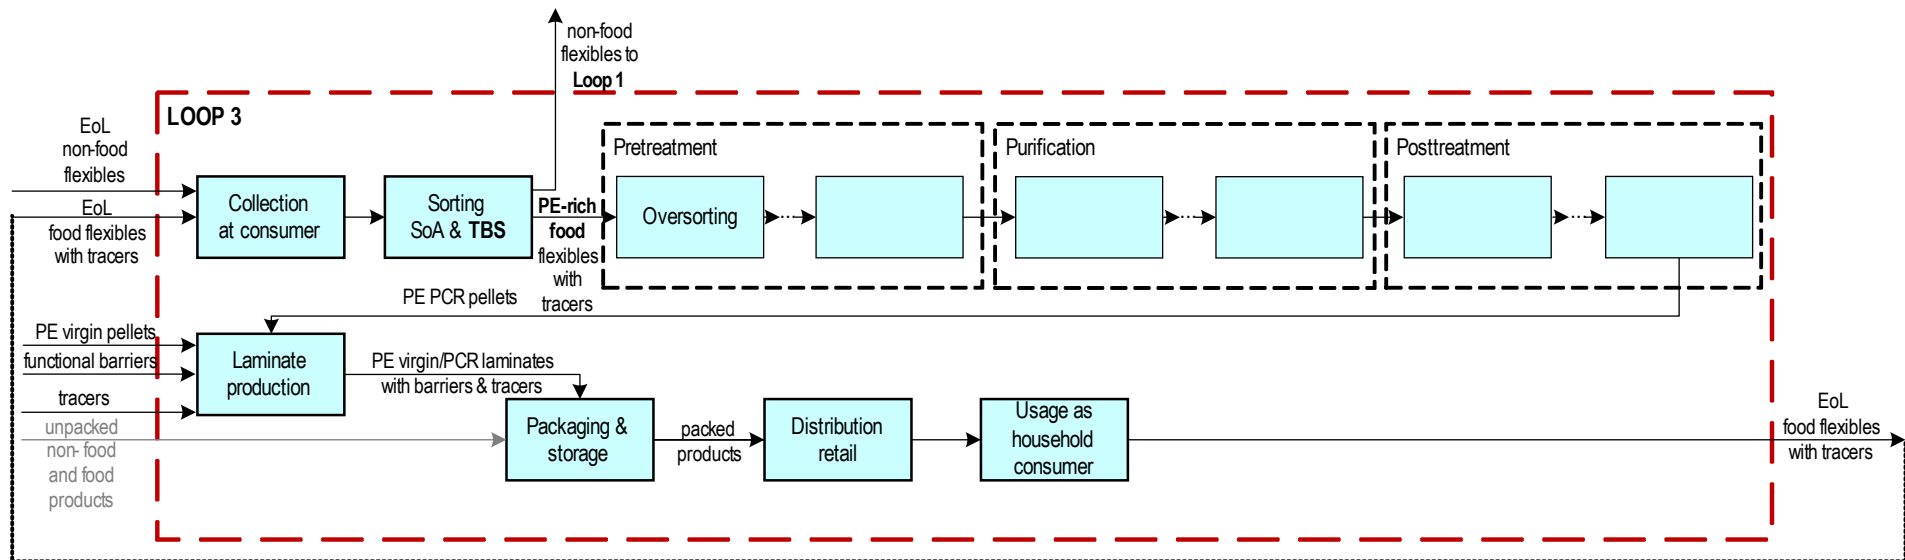 non-food
flexibles to
Loop 1
LOOP 3
EoL
non-food
flexibles
EoL
food flexibles
with tracers
Collection
at consumer
Sorting
SoA & TBS
PE-rich
food
flexibles
with
tracers
Pretreatment
Oversorting
...
Purification
...
Posttreatment
...
PE PCR pellets
PE virgin pellets
functional barriers
tracers
unpacked
non- food
and food
products
Laminate
production
PE virgin/PCR laminates
with barriers & tracers
Packaging &
storage
packed
products
Distribution
retail
Usage as
household
consumer
EoL
food flexibles
with tracers